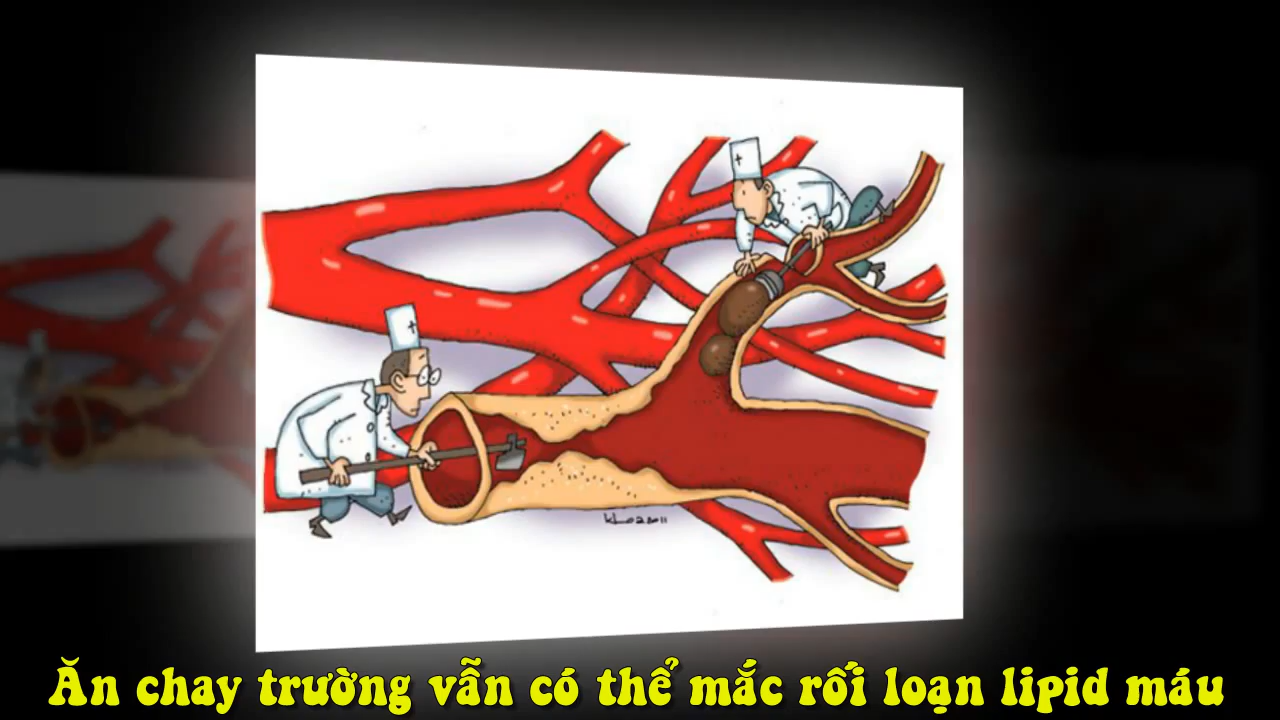 Ăn chay trường vẫn có thể mắc rối loạn lipid máu